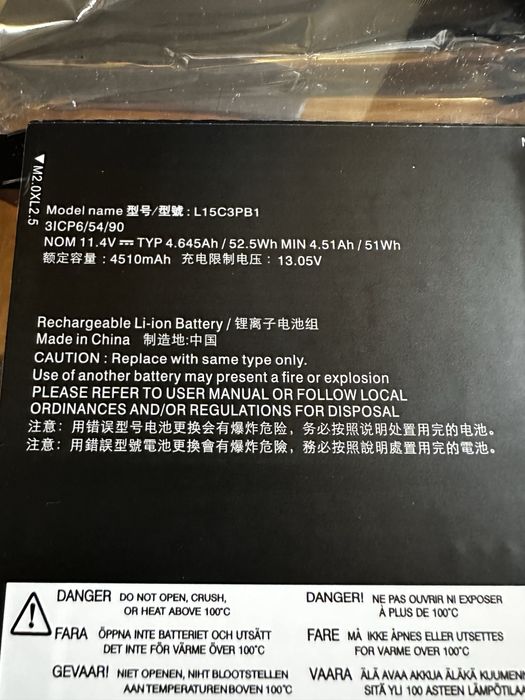 ▼M2.0XL2.5
Model name 型号/型號 : L15C3PB1
3ICP6/54/90
NOM 11.4V⎓ TYP 4.645Ah / 52.5Wh MIN 4.51Ah / 51Wh
额定容量 : 4510mAh 充电限制电压 : 13.05V
Rechargeable Li-ion Battery / 锂离子电池组
Made in China 制造地:中国
CAUTION : Replace with same type only.
Use of another battery may present a fire or explosion
PLEASE REFER TO USER MANUAL OR FOLLOW LOCAL
ORDINANCES AND/OR REGULATIONS FOR DISPOSAL
注意: 用错误型号电池更换会有爆炸危险，务必按照说明处置用完的电池。
注意: 用錯誤型號電池更換會有爆炸危險，務必按照說明處置用完的電池。
DANGER DO NOT OPEN, CRUSH,
OR HEAT ABOVE 100°C
FARA ÖPPNA INTE BATTERIET OCH UTSÄTT
DET INTE FÖR VÄRME ÖVER 100°C
GEVAAR! NIET OPENEN, NIHT BLOOTSTELLEN
AAN TEMPERATUREN BOVEN 100°C
DANGER! NE PAS OUVRIR NI EXPOSER
À PLUS DE 100°C
FARE MÅ IKKE ÅPNES ELLER UTSETTES
FOR VARME OVER 100°C
VAARA ÄLÄ AVAA AKKUA ÄLÄKÄ KUUMENN
SITÄ YLI 100 ASTEEN LÄMPÖTILA